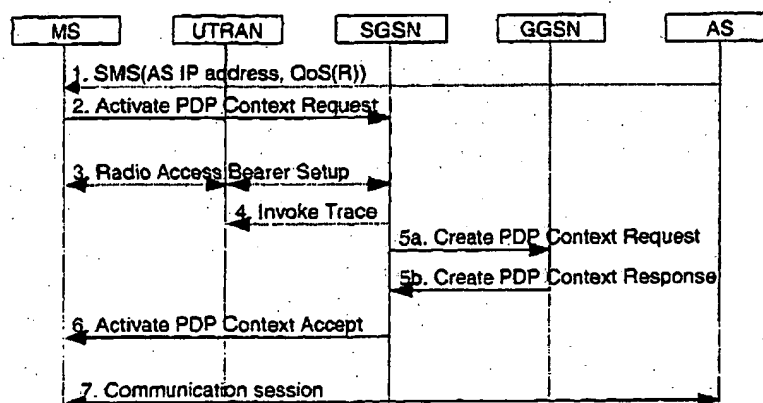 MS UTRAN SGSN GGSN AS
1. SMS(AS IP address, QoS(R))
2. Activate PDP Context Request
3. Radio Access Bearer Setup
4. Invoke Trace
5a. Create PDP Context Request
5b. Create PDP Context Response
6. Activate PDP Context Accept
7. Communication session